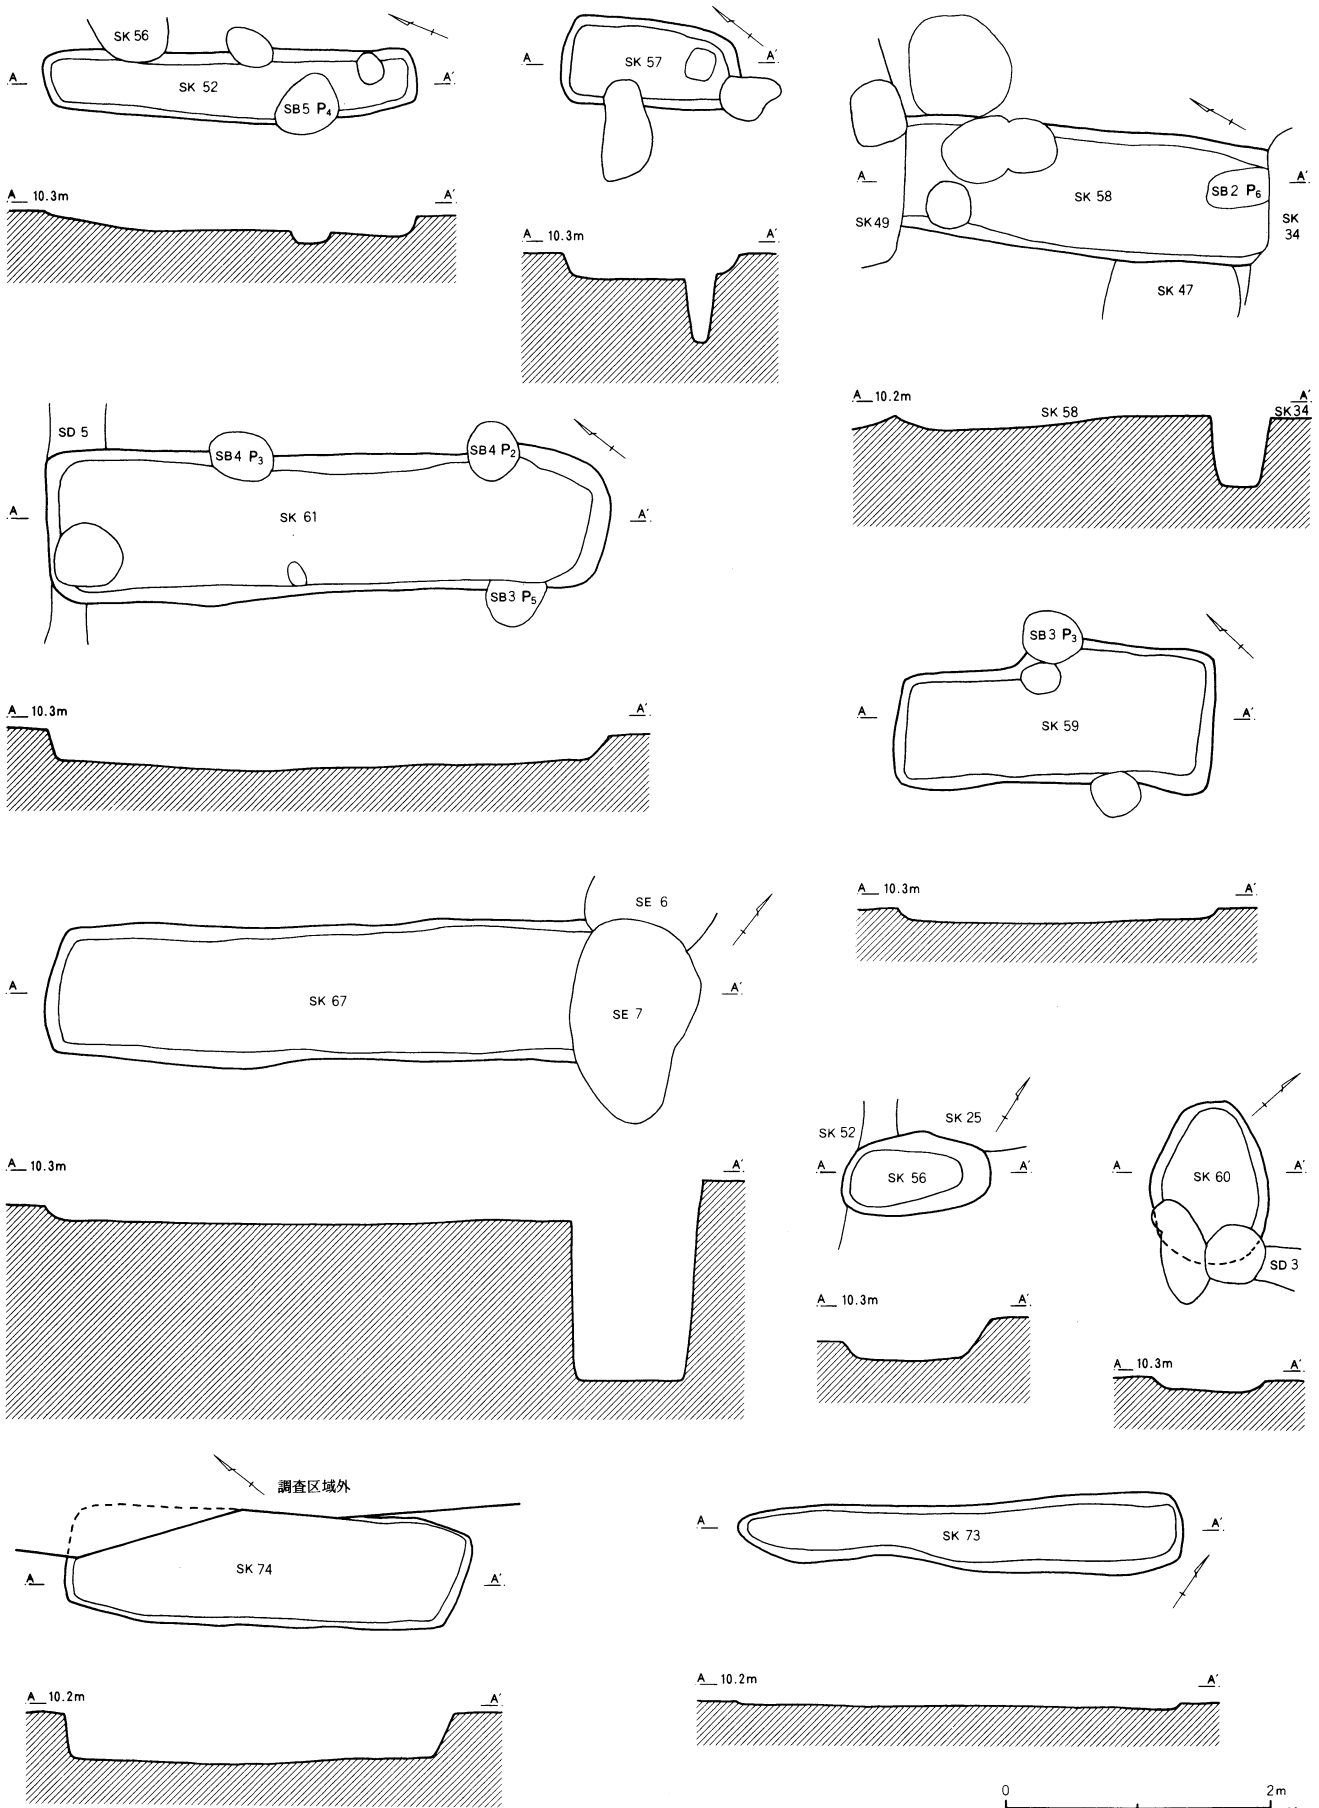 SK 56
A
SK 52
A'
SB5 P4
A 10.3m
A'
SK 57
A
A'
A 10.3m
A'
A
SK 58
SB2 P6
A'
SK 49
SK
34
SK 47
A 10.2m
SK 58
A'
SK34
SD 5
SB4 P3
SB4 P2
A
SK 61
A'
SB3 P5
A 10.3m
A'
SB3 P3
A
SK 59
A'
A 10.3m
A'
SE 6
A
SK 67
SE 7
A'
A 10.3m
A'
SK 52
SK 25
A
SK 56
A'
A 10.3m
A'
A
SK 60
A'
SD 3
A 10.3m
A'
調査区域外
A
SK 74
A'
A 10.2m
A'
A
SK 73
A'
A 10.2m
A'
0
2m